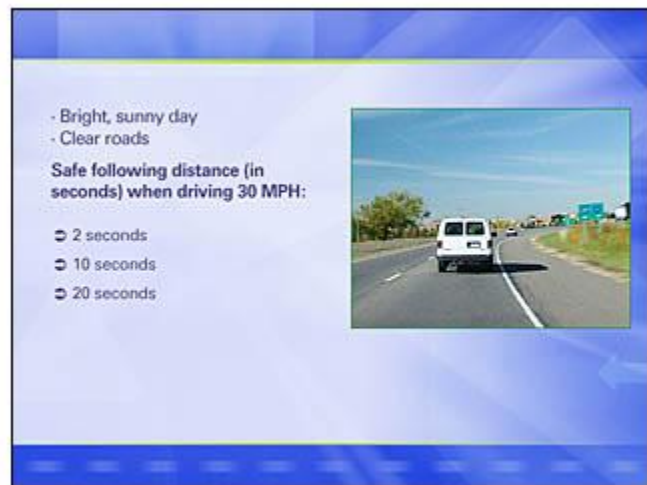 · Bright, sunny day
· Clear roads
Safe following distance (in
seconds) when driving 30 MPH:
➲ 2 seconds
➲ 10 seconds
➲ 20 seconds